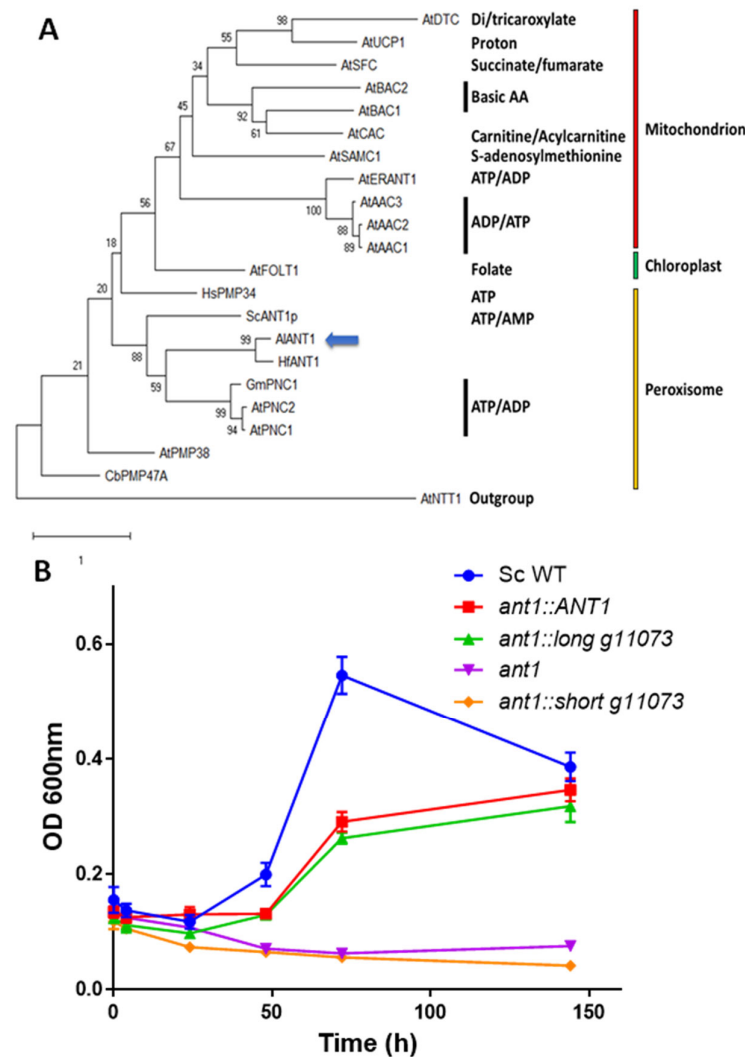 A
98 AtDTC Di/tricaroxylate
55 AtUCP1 Proton
34 AtSFC Succinate/fumarate
AtBAC2 Basic AA
45 92 AtBAC1
61 AtCAC Carnitine/Acylcarnitine Mitochondrion
67 AtSAMC1 S-adenosylmethionine
AtERANT1 ATP/ADP
100 AtAAC3
56 88 AtAAC2 ADP/ATP
89 AtAAC1
18 AtFOLT1 Folate Chloroplast
HsPMP34 ATP
20 ScANT1p ATP/AMP
88 99 AlANT1
59 HfANT1
21 GmPNC1 Peroxisome
99 AtPNC2 ATP/ADP
94 AtPNC1
AtPMP38
CbPMP47A
AtNTT1 Outgroup
1
B
Sc WT
ant1::ANT1
ant1::long g11073
ant1
ant1::short g11073
OD 600nm
0.6
0.4
0.2
0.0
0 50 100 150
Time (h)